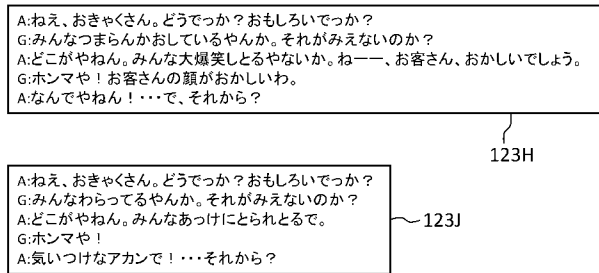 A:ねえ、おきゃくさん。どうでっか?おもしろいでっか?
G:みんなつまらんかおしているやんか。それがみえないのか?
A:どこがやねん。みんな大爆笑しとるやないか。ねーー、お客さん、おかしいでしょう。
G:ホンマや!お客さんの顔がおかしいわ。
A:なんでやねん!・・・で、それから?
123H
A:ねえ、おきゃくさん。どうでっか?おもしろいでっか?
G:みんなわらってるやんか。それがみえないのか?
A:どこがやねん。みんなあっけにとられとるで。
G:ホンマや!
A:気いつけなアカンで!・・・それから?
123J